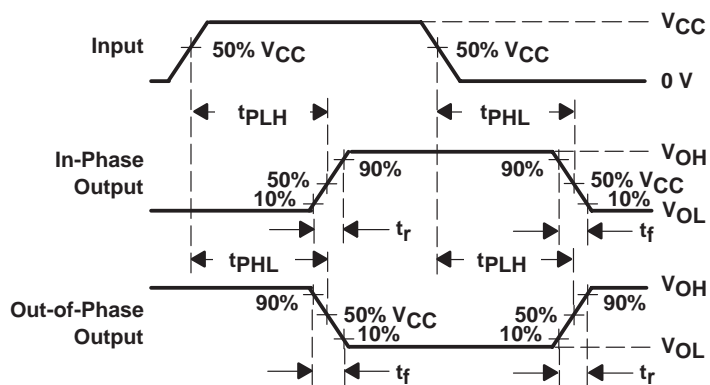 Input
50% VCC
50% VCC
VCC
0 V
tPLH
tPHL
In-Phase
Output
50%
10%
90%
90%
50% VCC
10%
VOH
VOL
tr
tf
tPHL
tPLH
Out-of-Phase
Output
90%
50% VCC
10%
50%
10%
90%
VOH
VOL
tf
tr